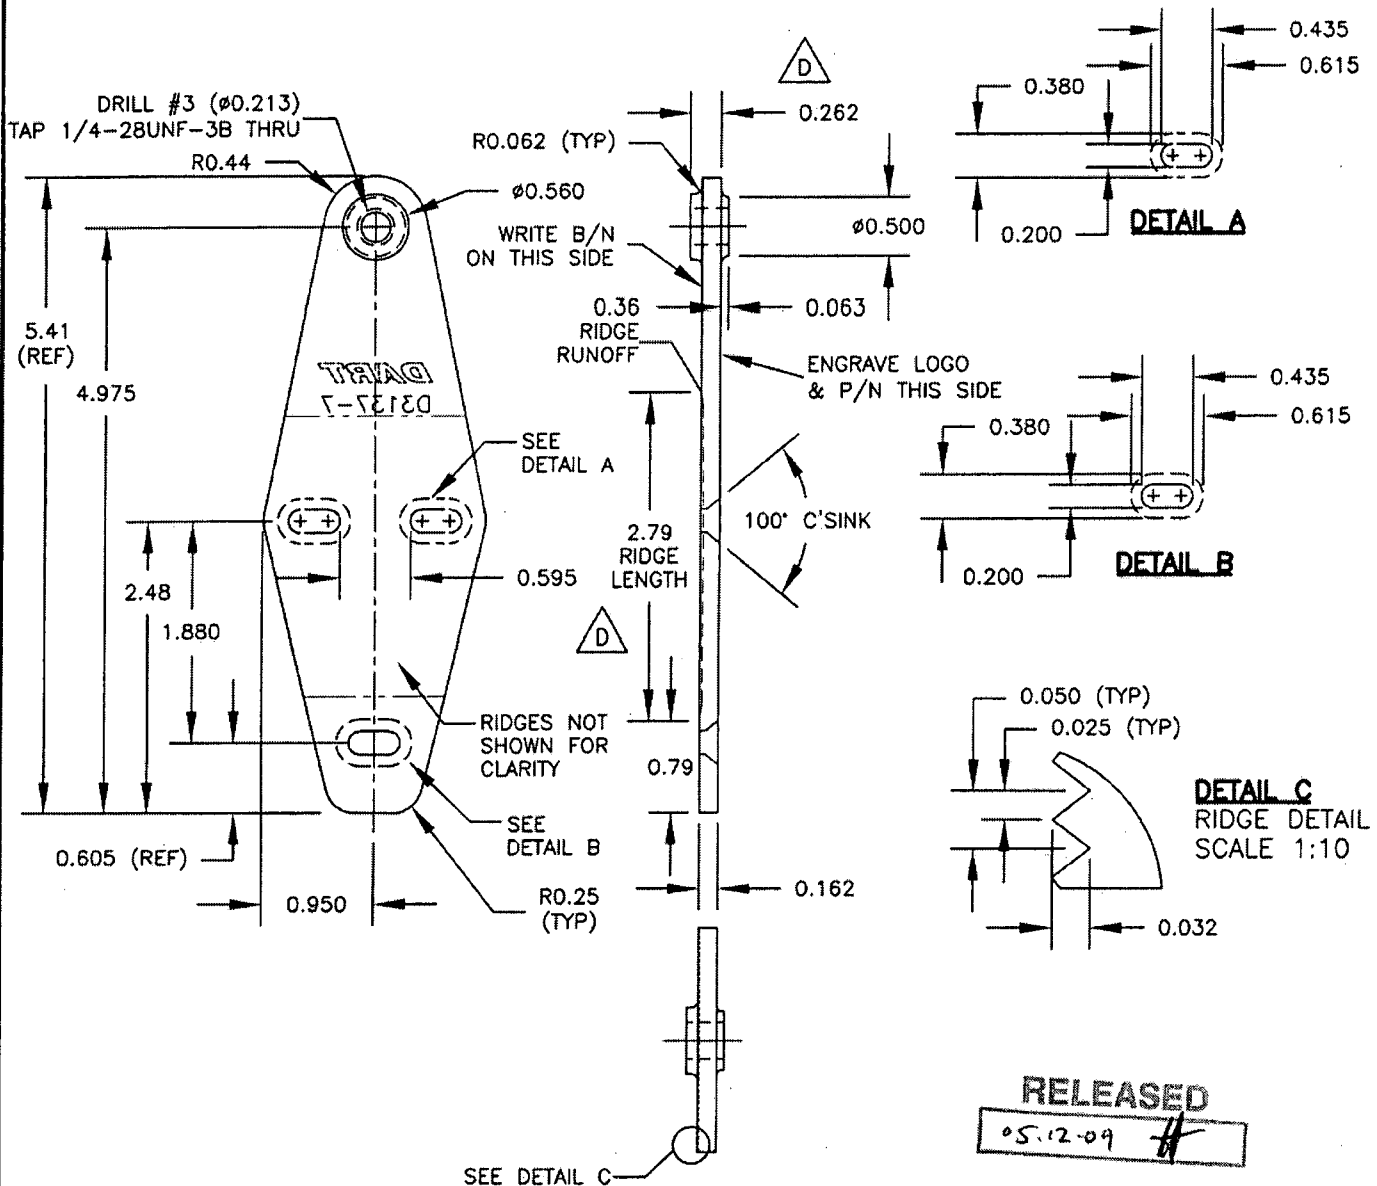 DRILL #3 (ø0.213)
TAP 1/4-28UNF-3B THRU
R0.44
ø0.560
5.41
(REF)
4.975
DART
D3137-7
SEE
DETAIL A
2.48
1.880
0.595
RIDGES NOT
SHOWN FOR
CLARITY
SEE
DETAIL B
0.605 (REF)
0.950
R0.25
(TYP)
D
0.262
R0.062 (TYP)
WRITE B/N
ON THIS SIDE
ø0.500
0.36
RIDGE
RUNOFF
0.063
ENGRAVE LOGO
& P/N THIS SIDE
2.79
RIDGE
LENGTH
100° C'SINK
D
0.79
0.162
SEE DETAIL C
0.435
0.615
0.380
0.200
DETAIL A
0.435
0.615
0.380
0.200
DETAIL B
0.050 (TYP)
0.025 (TYP)
DETAIL C
RIDGE DETAIL
SCALE 1:10
0.032
RELEASED
05.12.09